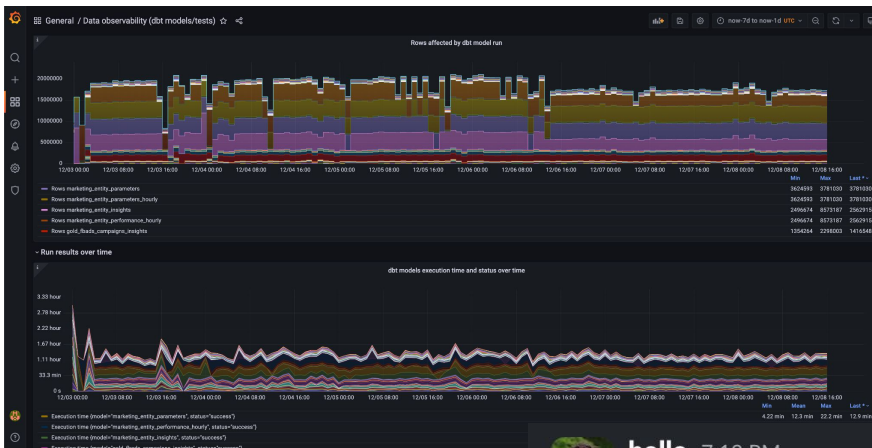 General / Data observability (dbt models/tests)
now-7d to now-1d UTC
Rows affected by dbt model run
20000000
15000000
10000000
5000000
0
12/03 00:00 12/03 08:00 12/03 16:00 12/04 00:00 12/04 08:00 12/04 16:00 12/05 00:00 12/05 08:00 12/05 16:00 12/06 00:00 12/06 08:00 12/06 16:00 12/07 00:00 12/07 08:00 12/07 16:00 12/08 00:00 12/08 08:00 12/08 16:00
Min Max Last *
Rows marketing_entity_parameters 3624593 3781030 3781030
Rows marketing_entity_parameters_hourly 3624593 3781030 3781030
Rows marketing_entity_insights 2496674 8573187 2562915
Rows marketing_entity_performance_hourly 2496674 8573187 2562915
Rows gold_fbads_campaigns_insights 1354264 2298003 1416548
Run results over time
dbt models execution time and status over time
3.33 hour
2.78 hour
2.22 hour
1.67 hour
1.11 hour
33.3 min
0 s
12/03 00:00 12/03 08:00 12/03 16:00 12/04 00:00 12/04 08:00 12/04 16:00 12/05 00:00 12/05 08:00 12/05 16:00 12/06 00:00 12/06 08:00 12/06 16:00 12/07 00:00 12/07 08:00 12/07 16:00 12/08 00:00 12/08 08:00 12/08 16:00
Min Mean Max Last *
Execution time {model="marketing_entity_parameters", status="success"} 4.22 min 12.3 min 22.2 min 12.9 min
Execution time {model="marketing_entity_performance_hourly", status="success"}
Execution time {model="marketing_entity_insights", status="success"}